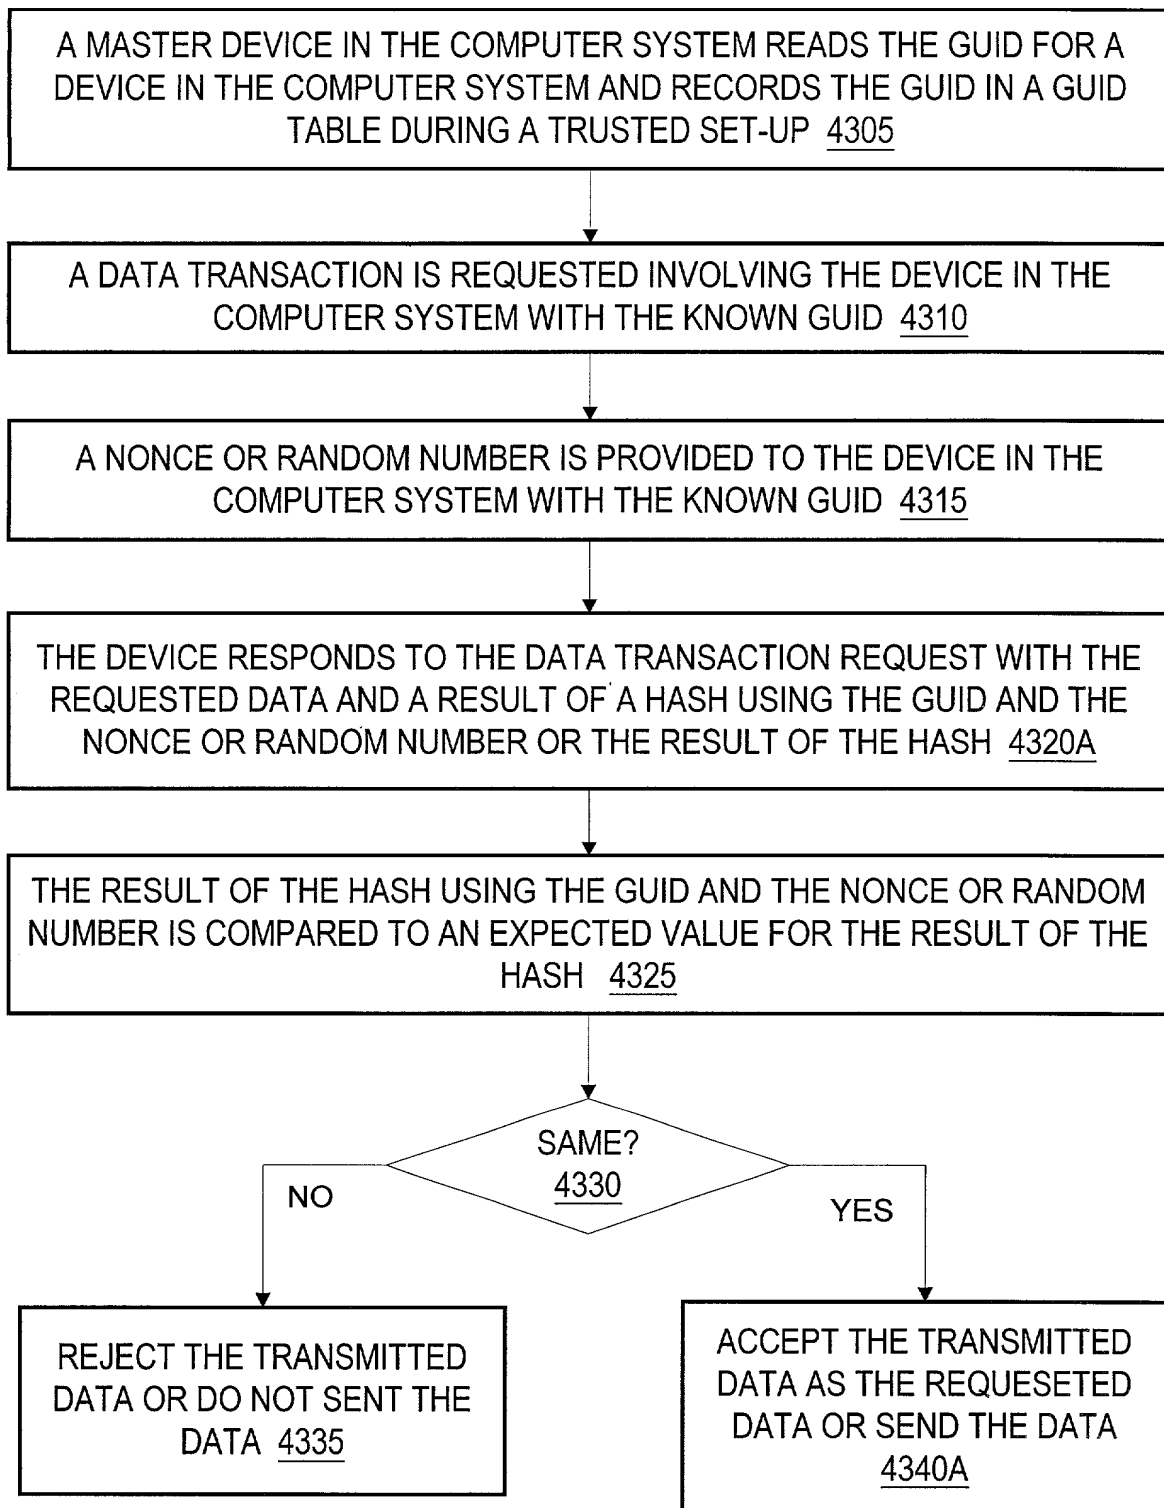 A MASTER DEVICE IN THE COMPUTER SYSTEM READS THE GUID FOR A
DEVICE IN THE COMPUTER SYSTEM AND RECORDS THE GUID IN A GUID
TABLE DURING A TRUSTED SET-UP 4305
A DATA TRANSACTION IS REQUESTED INVOLVING THE DEVICE IN THE
COMPUTER SYSTEM WITH THE KNOWN GUID 4310
A NONCE OR RANDOM NUMBER IS PROVIDED TO THE DEVICE IN THE
COMPUTER SYSTEM WITH THE KNOWN GUID 4315
THE DEVICE RESPONDS TO THE DATA TRANSACTION REQUEST WITH THE
REQUESTED DATA AND A RESULT OF A HASH USING THE GUID AND THE
NONCE OR RANDOM NUMBER OR THE RESULT OF THE HASH 4320A
THE RESULT OF THE HASH USING THE GUID AND THE NONCE OR RANDOM
NUMBER IS COMPARED TO AN EXPECTED VALUE FOR THE RESULT OF THE
HASH 4325
SAME?
4330
NO
YES
REJECT THE TRANSMITTED
DATA OR DO NOT SENT THE
DATA 4335
ACCEPT THE TRANSMITTED
DATA AS THE REQUESETED
DATA OR SEND THE DATA
4340A